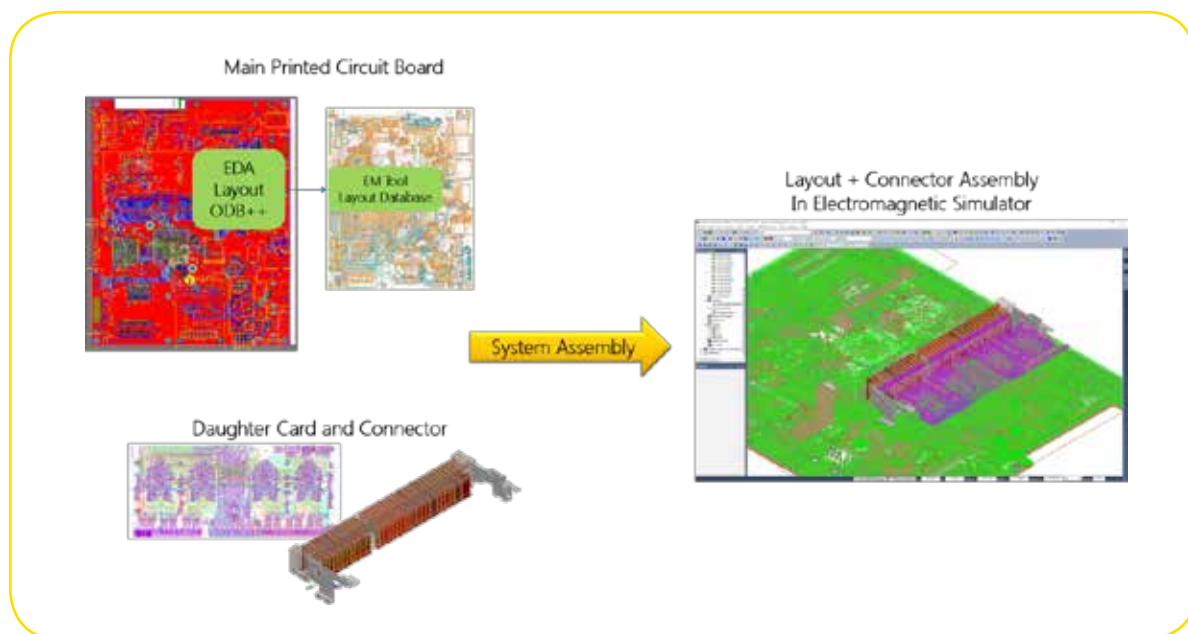 Main Printed Circuit Board
EDA
Layout
ODB++
EM Tool
Layout Database
Layout + Connector Assembly
In Electromagnetic Simulator
System Assembly
Daughter Card and Connector